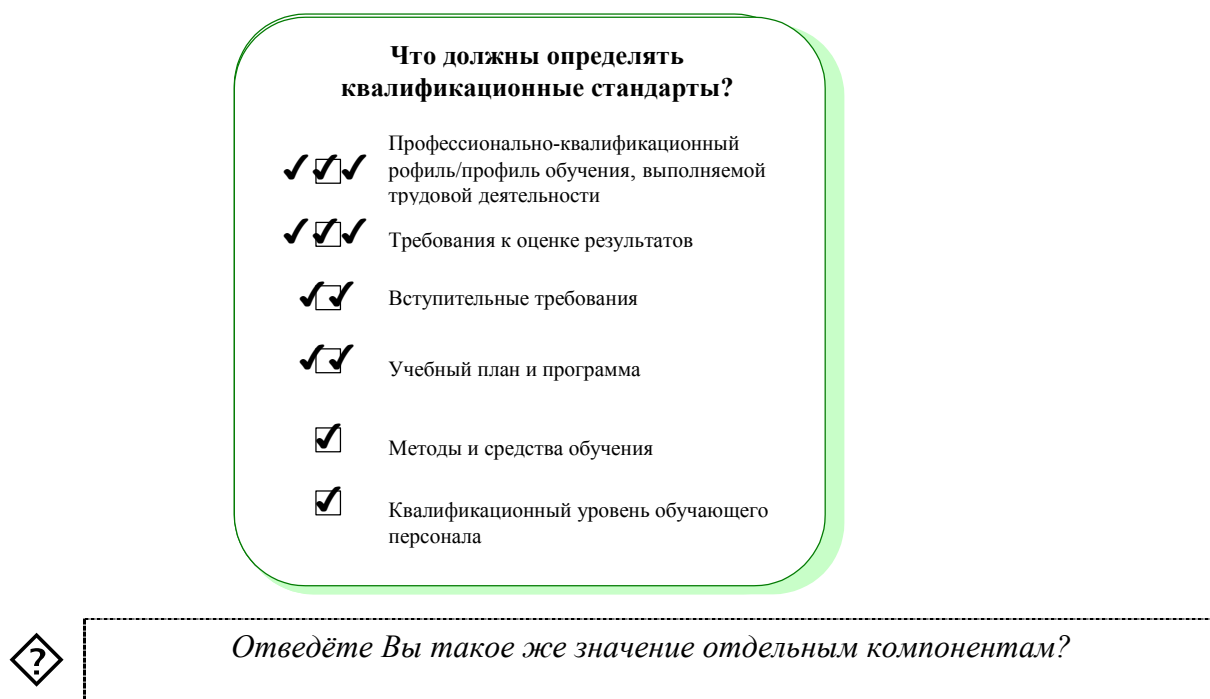 Что должны определять
квалификационные стандарты?
Профессионально-квалификационный
рофиль/профиль обучения, выполняемой
трудовой деятельности
Требования к оценке результатов
Вступительные требования
Учебный план и программа
Методы и средства обучения
Квалификационный уровень обучающего
персонала
?
Отведёте Вы такое же значение отдельным компонентам?